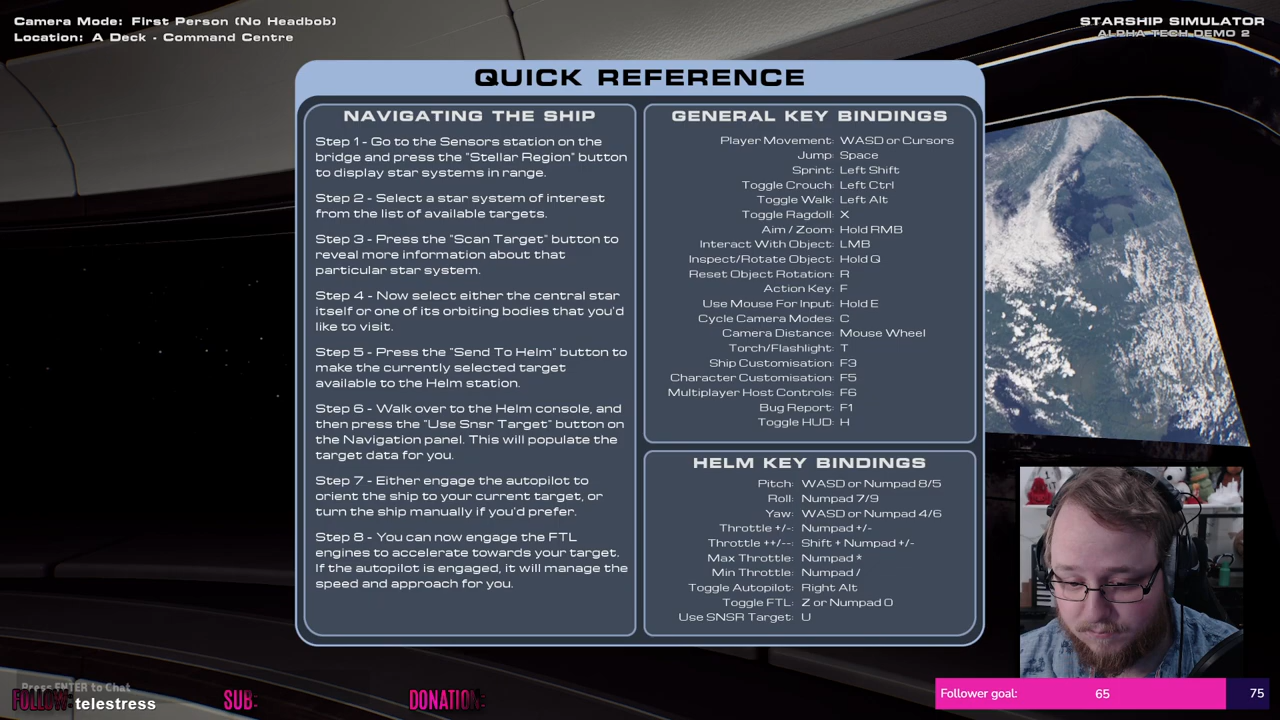 Camera Mode: First Person (No Headbob)
Location: A Deck - Command Centre
STARSHIP SIMULATOR
ALPHA TECH DEMO 2
QUICK REFERENCE
NAVIGATING THE SHIP
Step 1 - Go to the Sensors station on the
bridge and press the "Stellar Region" button
to display star systems in range.
Step 2 - Select a star system of interest
from the list of available targets.
Step 3 - Press the "Scan Target" button to
reveal more information about that
particular star system.
Step 4 - Now select either the central star
itself or one of its orbiting bodies that you'd
like to visit.
Step 5 - Press the "Send To Helm" button to
make the currently selected target
available to the Helm station.
Step 6 - Walk over to the Helm console, and
then press the "Use Snsr Target" button on
the Navigation panel. This will populate the
target data for you.
Step 7 - Either engage the autopilot to
orient the ship to your current target, or
turn the ship manually if you'd prefer.
Step 8 - You can now engage the FTL
engines to accelerate towards your target.
If the autopilot is engaged, it will manage the
speed and approach for you.
GENERAL KEY BINDINGS
Player Movement: WASD or Cursors
Jump: Space
Sprint: Left Shift
Toggle Crouch: Left Ctrl
Toggle Walk: Left Alt
Toggle Ragdoll: X
Aim / Zoom: Hold RMB
Interact With Object: LMB
Inspect/Rotate Object: Hold Q
Reset Object Rotation: R
Action Key: F
Use Mouse For Input: Hold E
Cycle Camera Modes: C
Camera Distance: Mouse Wheel
Torch/Flashlight: T
Ship Customisation: F3
Character Customisation: F5
Multiplayer Host Controls: F6
Bug Report: F1
Toggle HUD: H
HELM KEY BINDINGS
Pitch: WASD or Numpad 8/5
Roll: Numpad 7/9
Yaw: WASD or Numpad 4/6
Throttle +/-: Numpad +/-
Throttle ++/--: Shift + Numpad +/-
Max Throttle: Numpad *
Min Throttle: Numpad /
Toggle Autopilot: Right Alt
Toggle FTL: Z or Numpad 0
Use SNSR Target: U
Press ENTER to Chat
FOLLOW: telestress
SUB:
DONATION:
Follower goal: 65 75